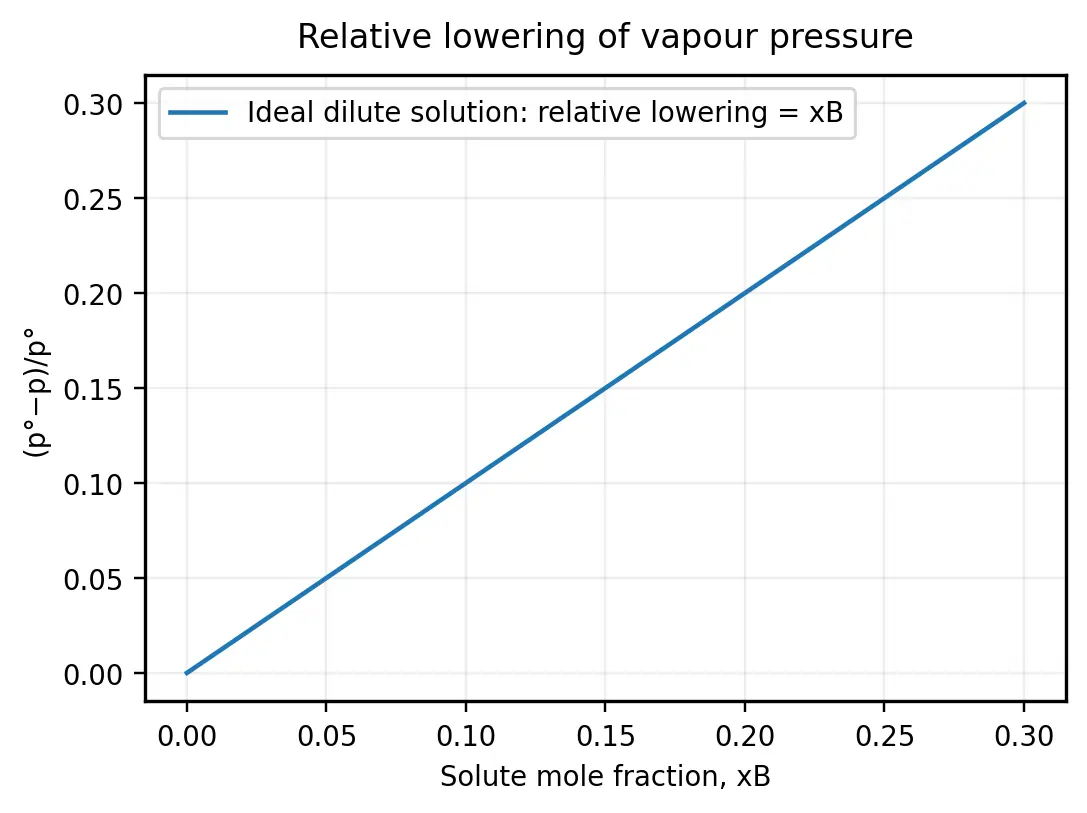 Relative lowering of vapour pressure
Ideal dilute solution: relative lowering = xB
(p°−p)/p°
0.30
0.25
0.20
0.15
0.10
0.05
0.00
0.00 0.05 0.10 0.15 0.20 0.25 0.30
Solute mole fraction, xB